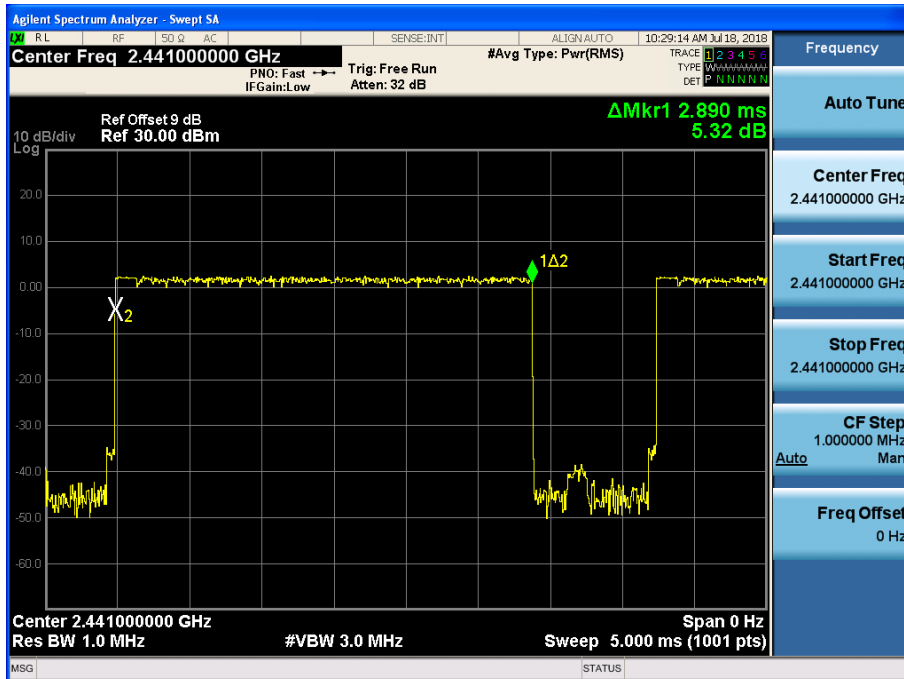 Agilent Spectrum Analyzer - Swept SA
LXI RL RF 50 Ω AC SENSE:INT ALIGN AUTO 10:29:14 AM Jul 18, 2018
Center Freq 2.441000000 GHz
PNO: Fast
IFGain:Low
Trig: Free Run
Atten: 32 dB
#Avg Type: Pwr(RMS)
TRACE 1 2 3 4 5 6
TYPE W
DET P N N N N N
ΔMkr1 2.890 ms
5.32 dB
Ref Offset 9 dB
10 dB/div Ref 30.00 dBm
Log
20.0
10.0
0.00
-10.0
-20.0
-30.0
-40.0
-50.0
-60.0
1Δ2
X2
Center 2.441000000 GHz Span 0 Hz
Res BW 1.0 MHz #VBW 3.0 MHz Sweep 5.000 ms (1001 pts)
MSG STATUS
Frequency
Auto Tune
Center Freq
2.441000000 GHz
Start Freq
2.441000000 GHz
Stop Freq
2.441000000 GHz
CF Step
1.000000 MHz
Auto Man
Freq Offset
0 Hz